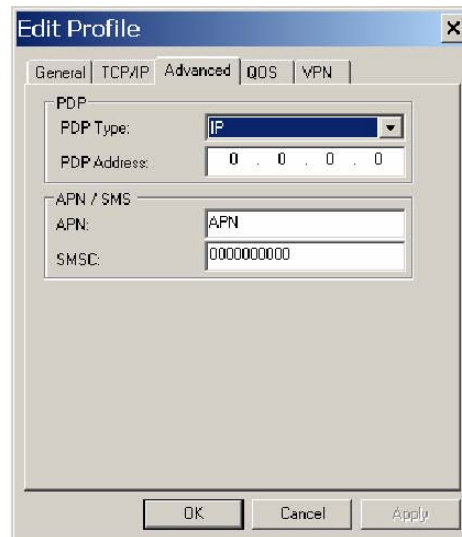 Edit Profile
General TCP/IP Advanced QOS VPN
PDP
PDP Type: IP
PDP Address: 0 . 0 . 0 . 0
APN / SMS
APN: APN
SMSC: 0000000000
OK Cancel Apply